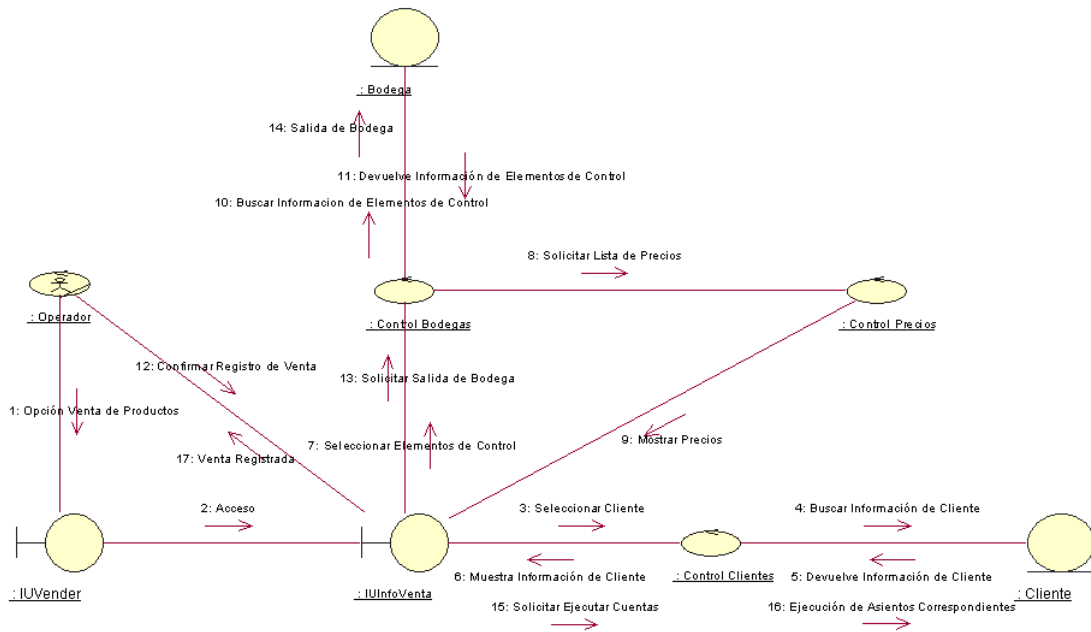 : Bodega
14: Salida de Bodega
11: Devuelve Información de Elementos de Control
10: Buscar Informacion de Elementos de Control
8: Solicitar Lista de Precios
: Operador
: Control Bodegas
: Control Precios
12: Confirmar Registro de Venta
13: Solicitar Salida de Bodega
1: Opción Venta de Productos
7: Seleccionar Elementos de Control
9: Mostrar Precios
17: Venta Registrada
2: Acceso
3: Seleccionar Cliente
4: Buscar Información de Cliente
6: Muestra Información de Cliente
: Control Clientes
5: Devuelve Información de Cliente
: IUVender
: IUInfoVenta
: Cliente
15: Solicitar Ejecutar Cuentas
16: Ejecución de Asientos Correspondientes